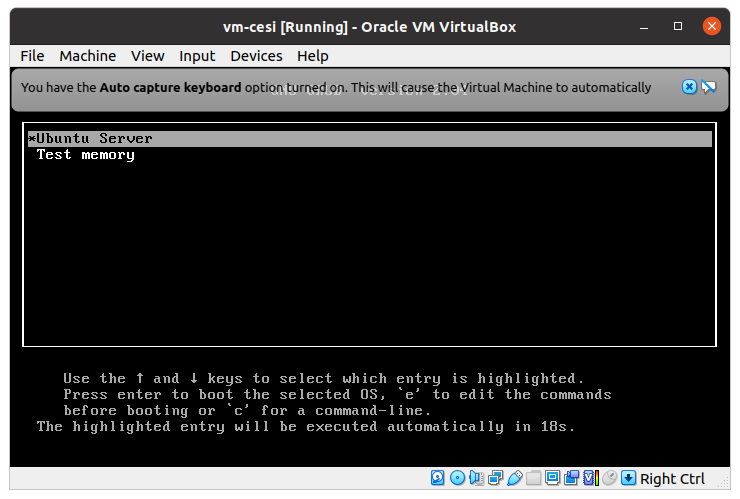 vm-cesi [Running] - Oracle VM VirtualBox
File Machine View Input Devices Help
You have the Auto capture keyboard option turned on. This will cause the Virtual Machine to automatically
*Ubuntu Server
Test memory
Use the ↑ and ↓ keys to select which entry is highlighted.
Press enter to boot the selected OS, `e' to edit the commands
before booting or `c' for a command-line.
The highlighted entry will be executed automatically in 18s.
Right Ctrl